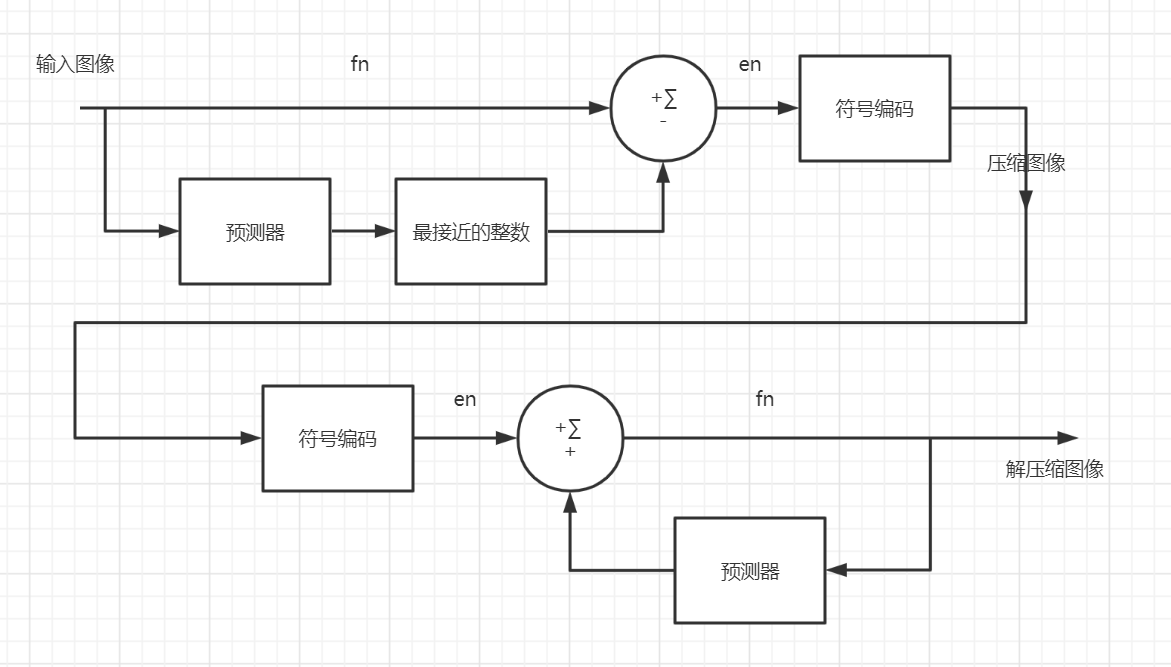 输入图像
fn
+∑
-
en
符号编码
压缩图像
预测器
最接近的整数
符号编码
en
+∑
+
fn
解压缩图像
预测器